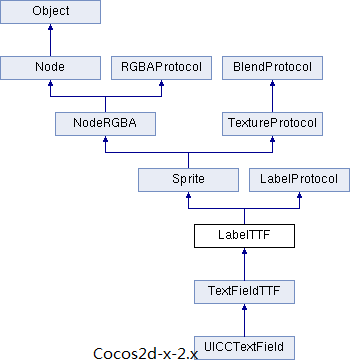 Object
Node RGBAProtocol BlendProtocol
NodeRGBA TextureProtocol
Sprite LabelProtocol
LabelTTF
TextFieldTTF
UICCTextField
Cocos2d-x-2.x